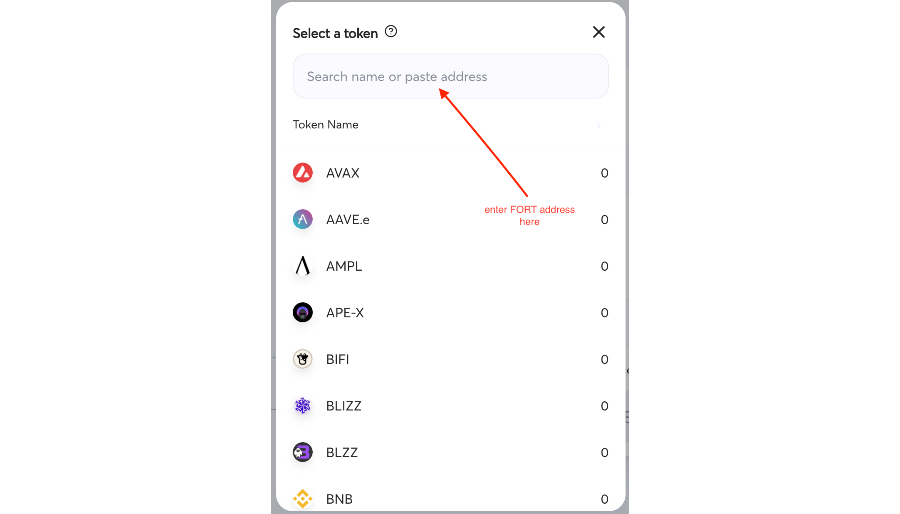 Select a token
Search name or paste address
Token Name
AVAX 0
enter FORT address
here
AAVE.e 0
AMPL 0
APE-X 0
BIFI 0
BLIZZ 0
BLZZ 0
BNB 0